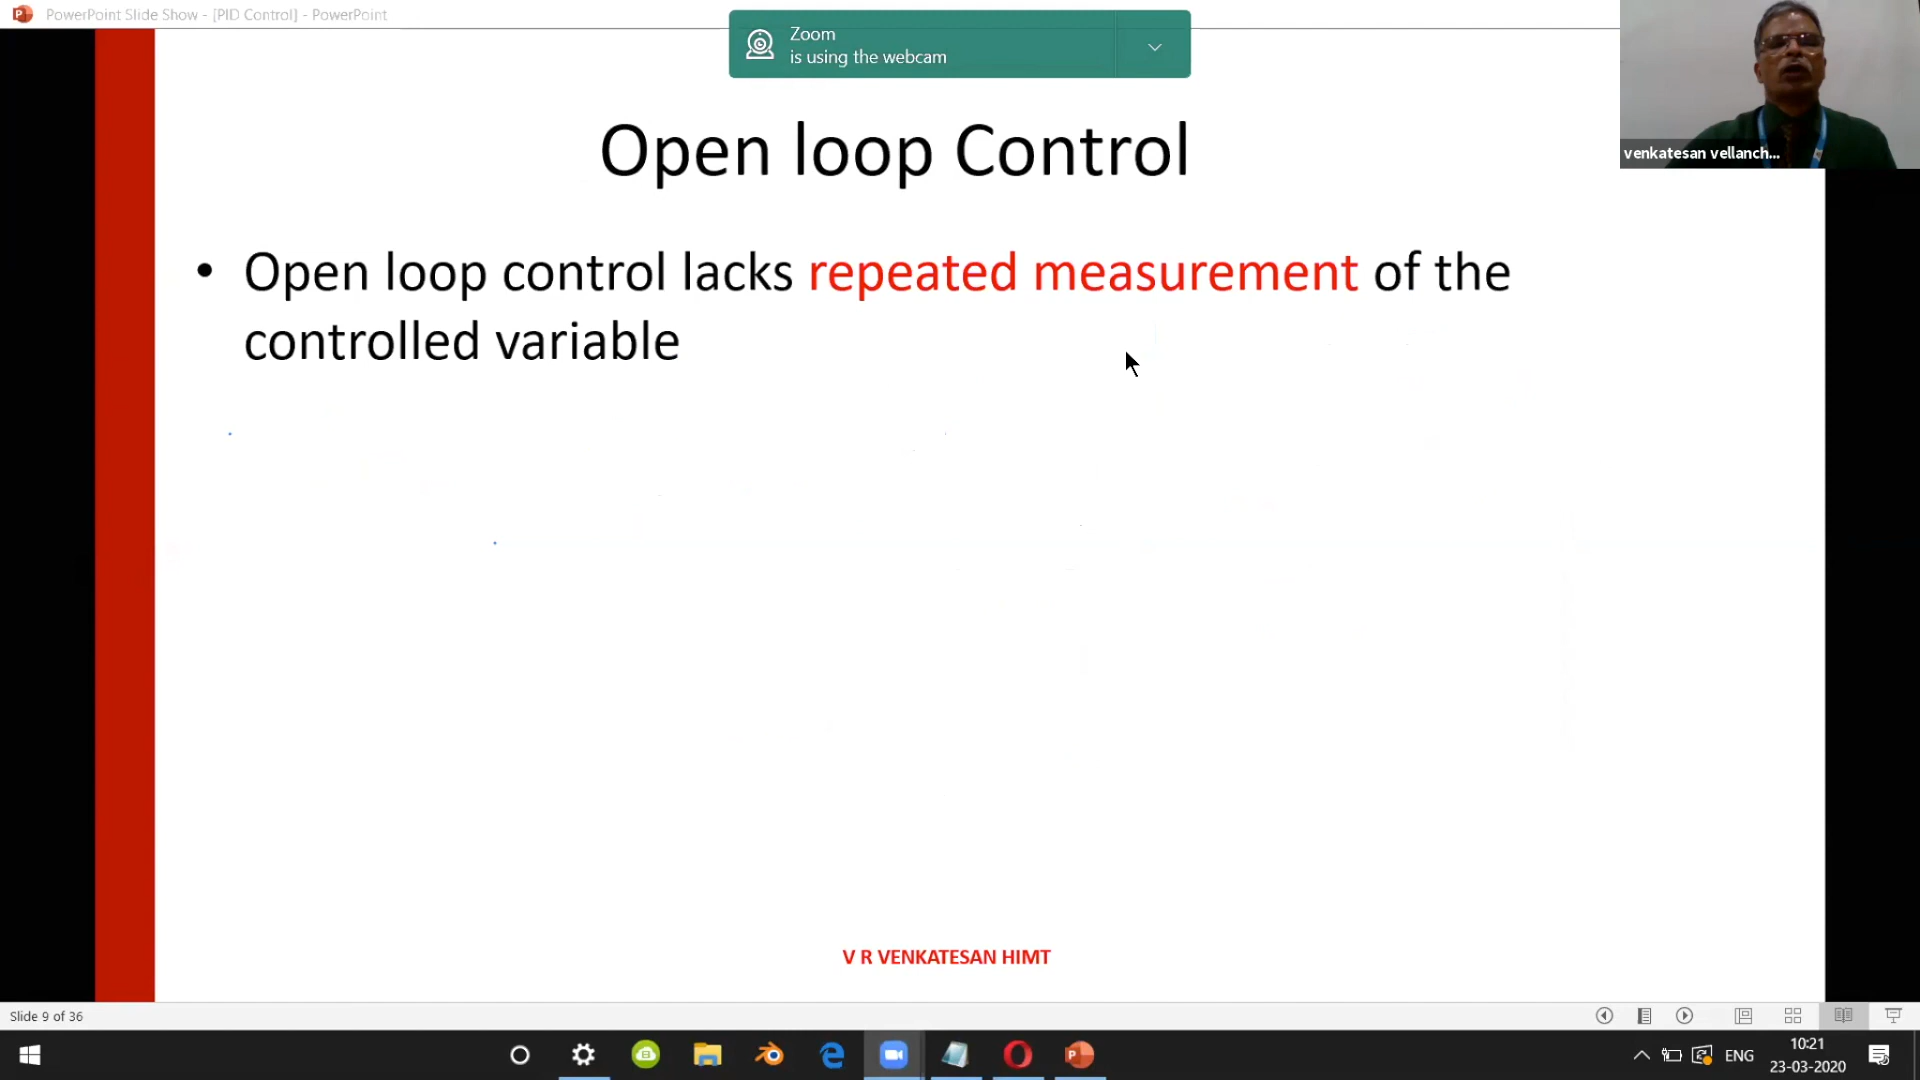 PowerPoint Slide Show - [PID Control] - PowerPoint
Zoom
is using the webcam
venkatesan vellanch...
Open loop Control
• Open loop control lacks repeated measurement of the
controlled variable
V R VENKATESAN HIMT
Slide 9 of 36
ENG
10:21
23-03-2020